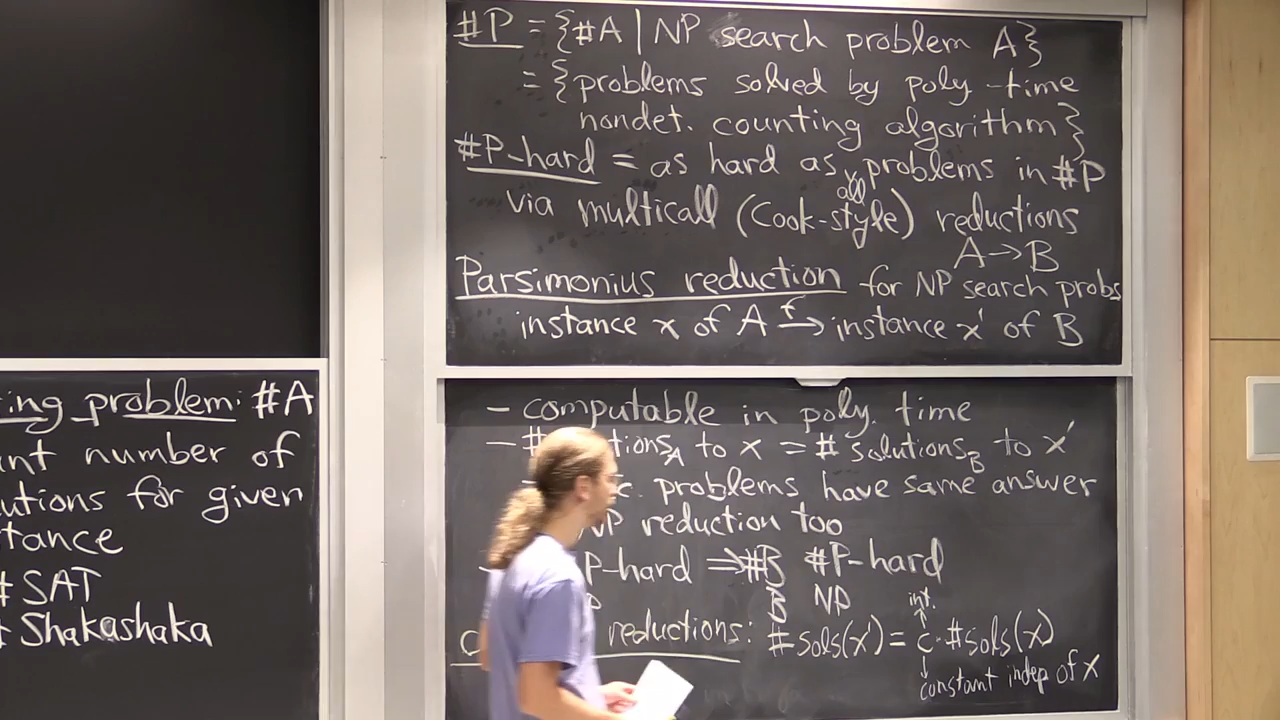 ing problem: #A
nt number of
utions for given
tance
# SAT
Shakashaka
#P = {#A | NP search problem A}
= {problems solved by poly-time
nondet. counting algorithm}
#P-hard = as hard as all problems in #P
via multicall (Cook-style) reductions
A → B
Parsimonius reduction for NP search probs
instance x of A →f instance x' of B
- computable in poly. time
- # tions_A to x = # solutions_B to x'
c. problems have same answer
NP reduction too
P-hard ⇒ #B #P-hard
B NP
int.
reductions: # sols(x') = c · # sols(x)
constant indep of x